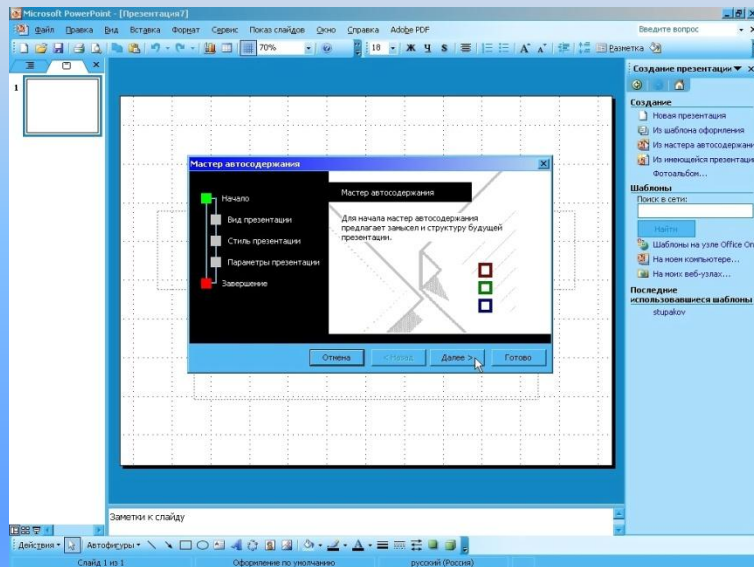 Microsoft PowerPoint - [Презентация7]
Файл Правка Вид Вставка Формат Сервис Показ слайдов Окно Справка Adobe PDF Введите вопрос
70% 18 Ж Ч S Разметка
Создание презентации
1
Создание
Новая презентация
Из шаблона оформления
Из мастера автосодержани
Из имеющейся презентаци
Фотоальбом...
Шаблоны
Поиск в сети:
Найти
Шаблоны на узле Office On
На моем компьютере...
На моих веб-узлах...
Последние
использовавшиеся шаблоны
stupakov
Мастер автосодержания
Начало
Вид презентации
Стиль презентации
Параметры презентации
Завершение
Мастер автосодержания
Для начала мастер автосодержания
предлагает замысел и структуру будущей
презентации.
Отмена < Назад Далее > Готово
Заметки к слайду
Действия Автофигуры
Слайд 1 из 1 Оформление по умолчанию русский (Россия)